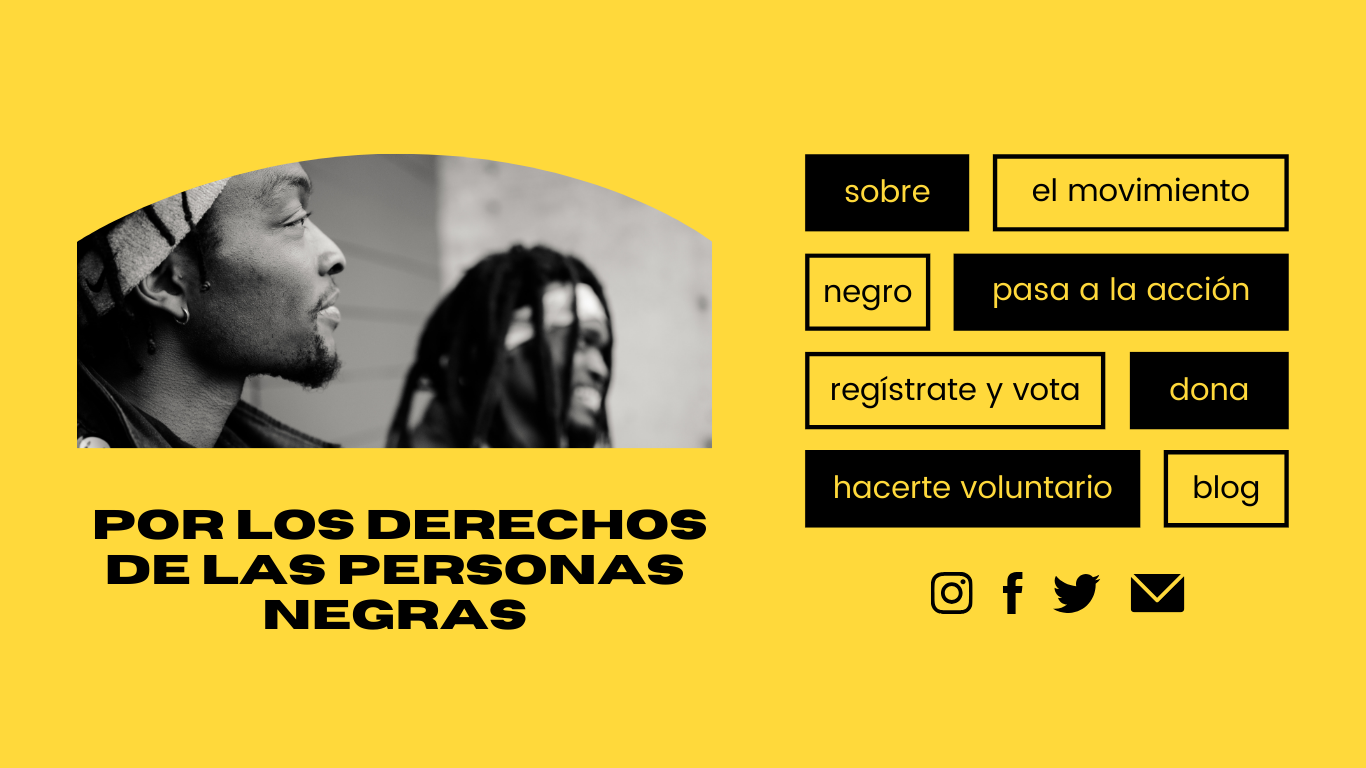 POR LOS DERECHOS
DE LAS PERSONAS
NEGRAS
sobre
el movimiento
negro
pasa a la acción
regístrate y vota
dona
hacerte voluntario
blog